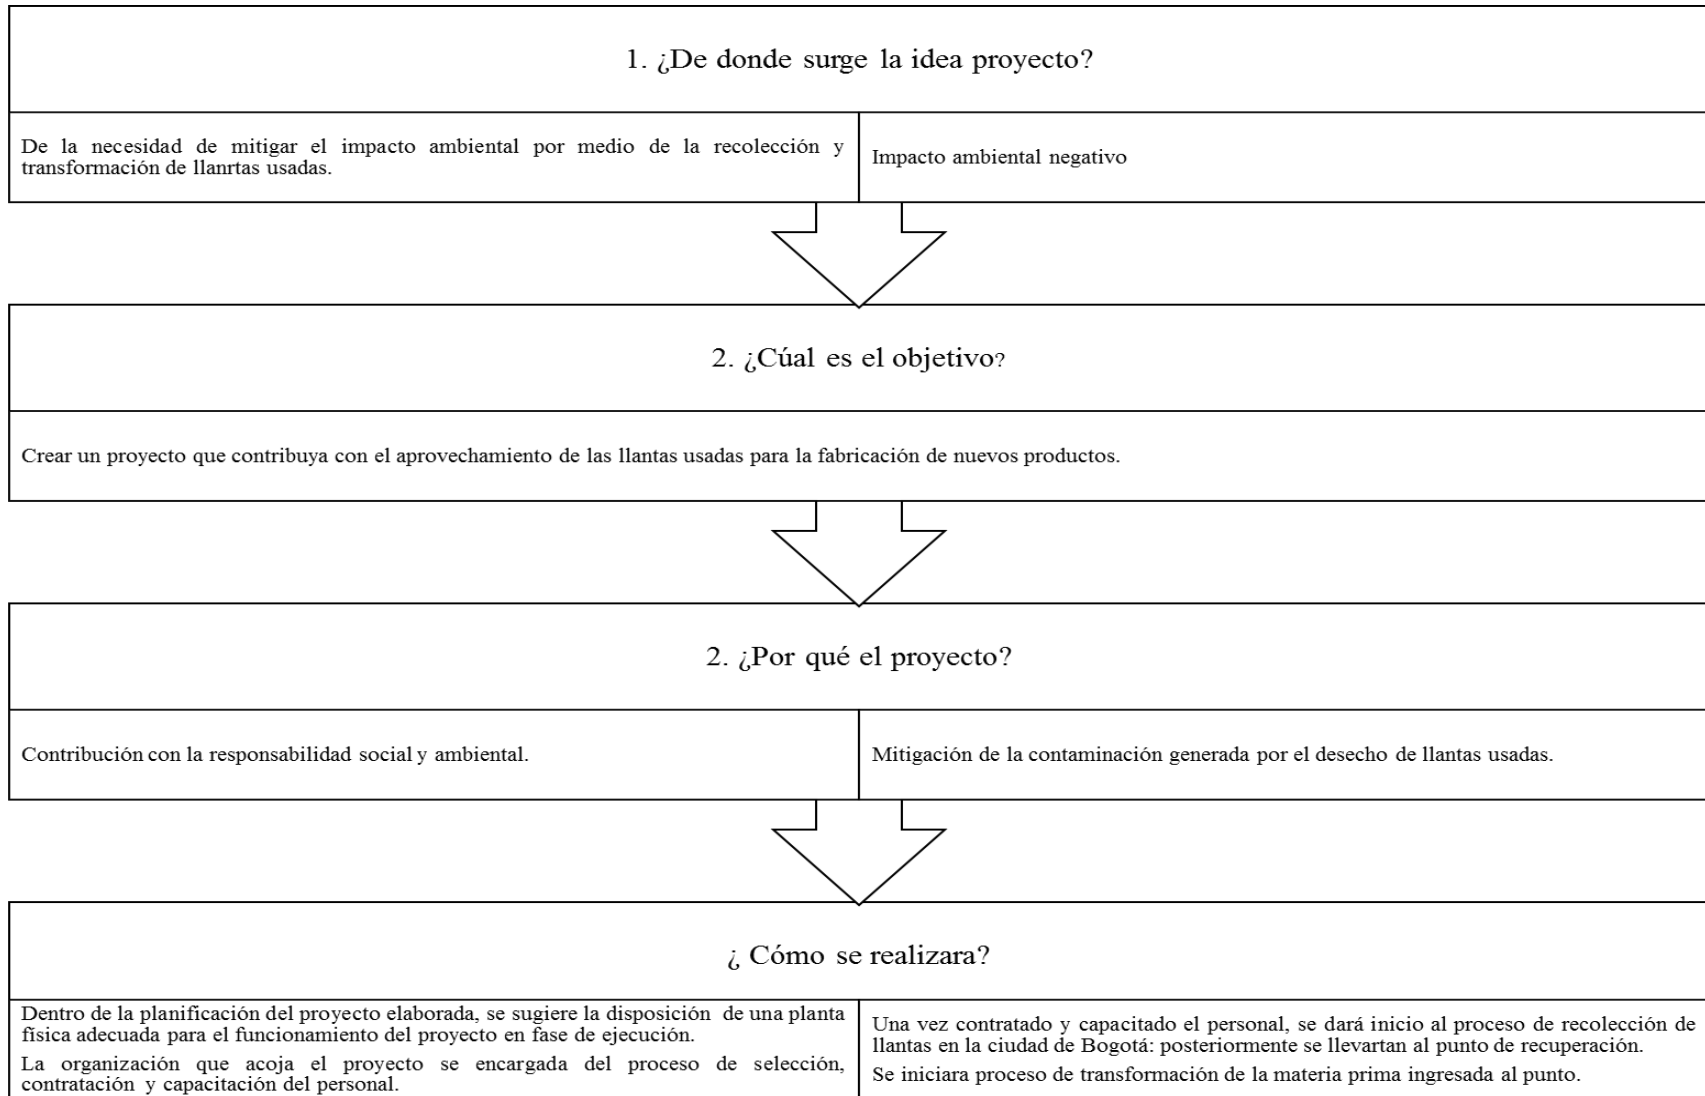 1. ¿De donde surge la idea proyecto?
De la necesidad de mitigar el impacto ambiental por medio de la recolección y
transformación de llanrtas usadas.
Impacto ambiental negativo
2. ¿Cúal es el objetivo?
Crear un proyecto que contribuya con el aprovechamiento de las llantas usadas para la fabricación de nuevos productos.
2. ¿Por qué el proyecto?
Contribución con la responsabilidad social y ambiental.
Mitigación de la contaminación generada por el desecho de llantas usadas.
¿ Cómo se realizara?
Dentro de la planificación del proyecto elaborada, se sugiere la disposición de una planta
física adecuada para el funcionamiento del proyecto en fase de ejecución.
La organización que acoja el proyecto se encargada del proceso de selección,
contratación y capacitación del personal.
Una vez contratado y capacitado el personal, se dará inicio al proceso de recolección de
llantas en la ciudad de Bogotá: posteriormente se llevartan al punto de recuperación.
Se iniciara proceso de transformación de la materia prima ingresada al punto.